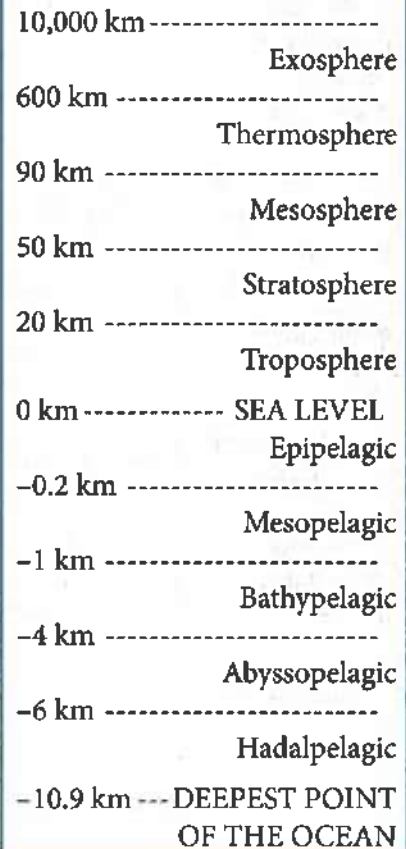 10,000 km
Exosphere
600 km
Thermosphere
90 km
Mesosphere
50 km
Stratosphere
20 km
Troposphere
0 km ------------- SEA LEVEL
Epipelagic
–0.2 km
Mesopelagic
–1 km
Bathypelagic
–4 km
Abyssopelagic
–6 km
Hadalpelagic
–10.9 km --- DEEPEST POINT
OF THE OCEAN